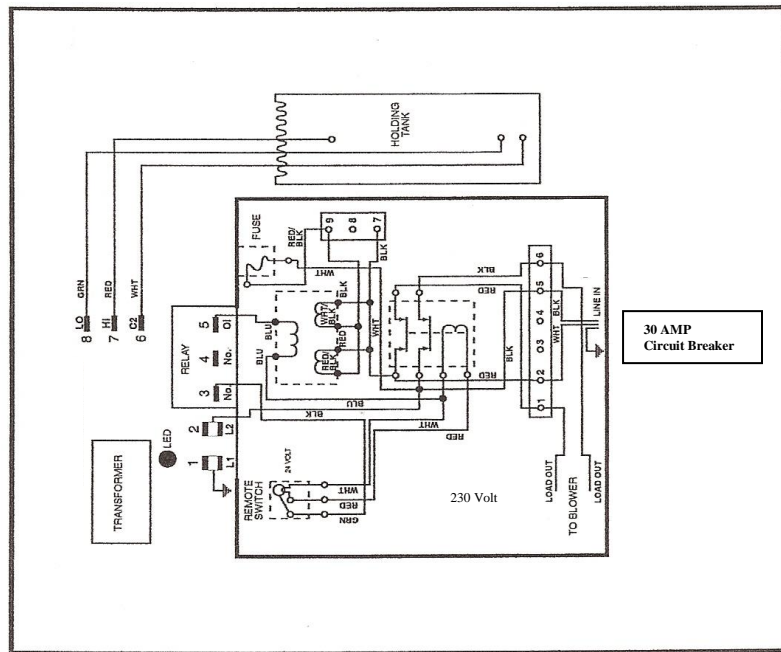 HOLDING
TANK
GRN
LO
8
RED
HI
7
WHT
C2
6
FUSE
RED/
BLK
9
8
7
BLK
WHT
RELAY
5
OI
4
No.
3
No.
BLU
BLU
BLK
WHT/
BLK
RED
RED/
BLK
WHT
BLK
RED
BLK
RED
BLU
BLK
WHT
RED
2
L2
1
L1
LED
TRANSFORMER
REMOTE
SWITCH
24 VOLT
WHT
RED
GRN
6
5
4
3
2
1
BLK
WHT
LINE IN
LOAD OUT
TO BLOWER
LOAD OUT
230 Volt
30 AMP
Circuit Breaker